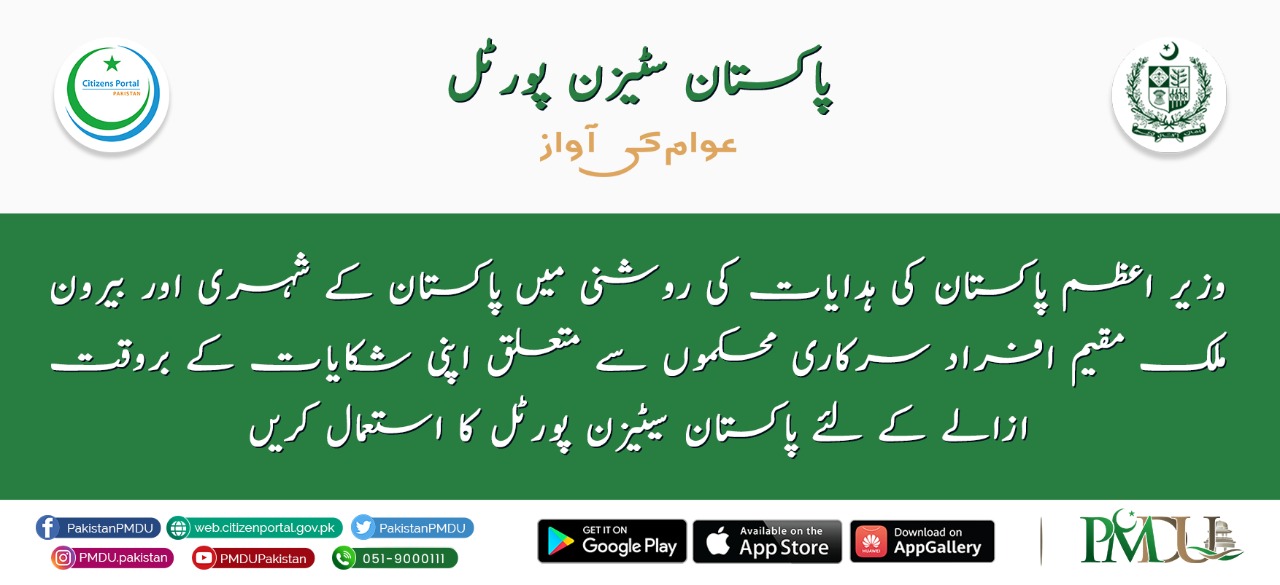 پاکستان سٹیزن پورٹل
عوام کی آواز
Citizens Portal
PAKISTAN
وزیر اعظم پاکستان کی ہدایات کی روشنی میں پاکستان کے شہری اور بیرون
ملک مقیم افراد سرکاری محکموں سے متعلق اپنی شکایات کے بروقت
ازالے کے لئے پاکستان سیٹیزن پورٹل کا استعمال کریں
PakistanPMDU
web.citizenportal.gov.pk
PakistanPMDU
PMDU.pakistan
PMDUPakistan
051-9000111
GET IT ON
Google Play
Available on the
App Store
HUAWEI
Download on
AppGallery
PMDU